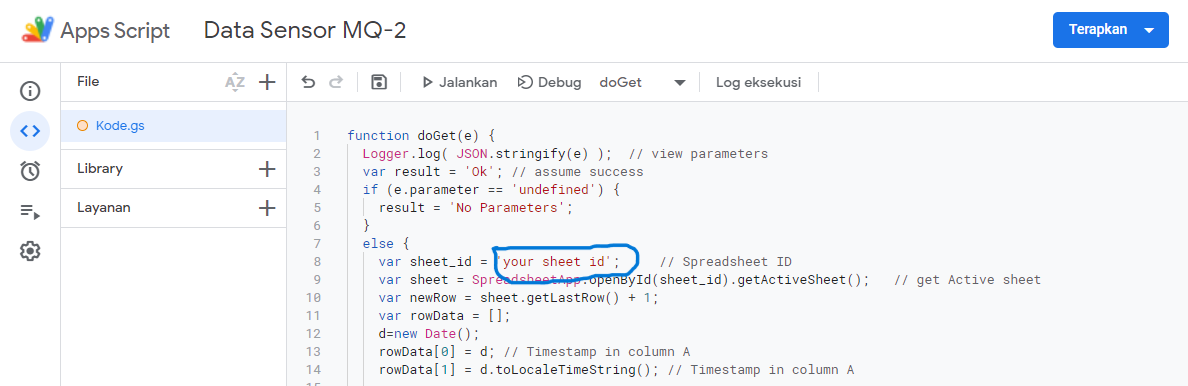 Apps Script
Data Sensor MQ-2
Terapkan
File
AZ
Jalankan
Debug
doGet
Log eksekusi
Kode.gs
Library
Layanan
1 function doGet(e) {
2 Logger.log( JSON.stringify(e) ); // view parameters
3 var result = 'Ok'; // assume success
4 if (e.parameter == 'undefined') {
5 result = 'No Parameters';
6 }
7 else {
8 var sheet_id = 'your sheet id'; // Spreadsheet ID
9 var sheet = SpreadsheetApp.openById(sheet_id).getActiveSheet(); // get Active sheet
10 var newRow = sheet.getLastRow() + 1;
11 var rowData = [];
12 d=new Date();
13 rowData[0] = d; // Timestamp in column A
14 rowData[1] = d.toLocaleTimeString(); // Timestamp in column A